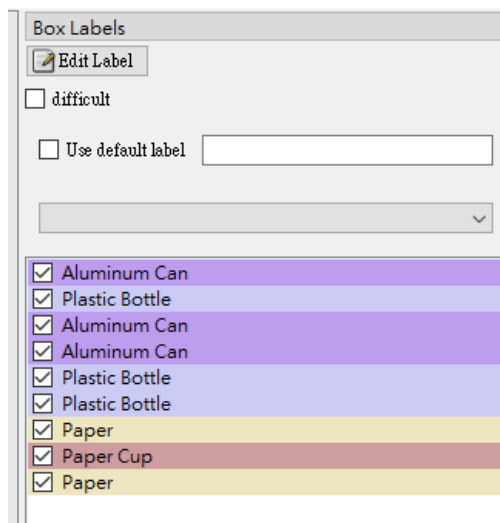 Box Labels
Edit Label
difficult
Use default label
Aluminum Can
Plastic Bottle
Aluminum Can
Aluminum Can
Plastic Bottle
Plastic Bottle
Paper
Paper Cup
Paper